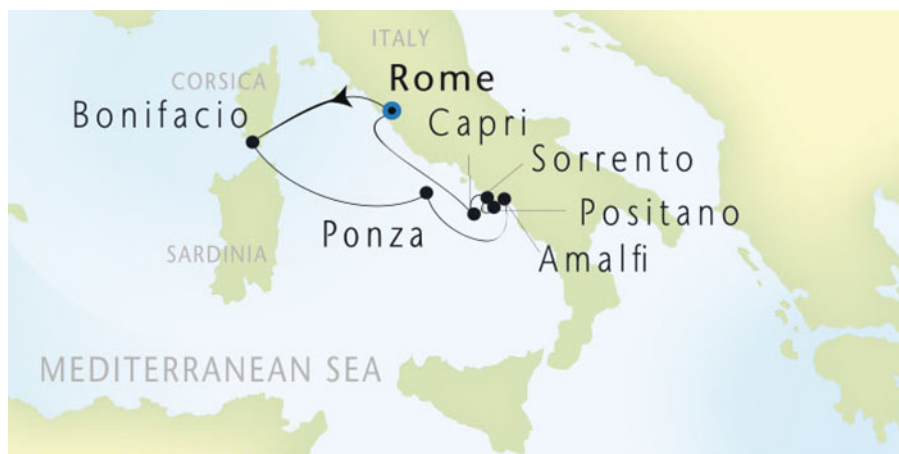 ITALY
CORSICA
Rome
Bonifacio
Capri
Sorrento
Positano
Ponza
SARDINIA
Amalfi
MEDITERRANEAN SEA